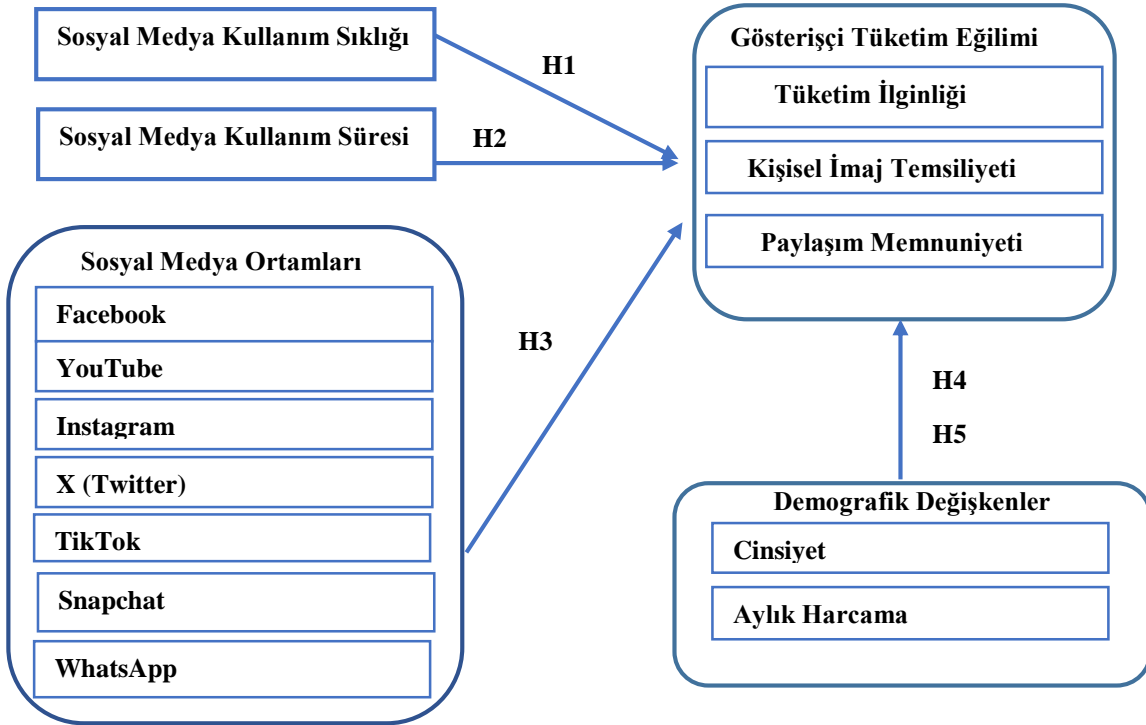 Sosyal Medya Kullanım Sıklığı
H1
Sosyal Medya Kullanım Süresi
H2
Gösterişçi Tüketim Eğilimi
Tüketim İlginliği
Kişisel İmaj Temsiliyeti
Paylaşım Memnuniyeti
Sosyal Medya Ortamları
Facebook
YouTube
Instagram
X (Twitter)
TikTok
Snapchat
WhatsApp
H3
H4
H5
Demografik Değişkenler
Cinsiyet
Aylık Harcama